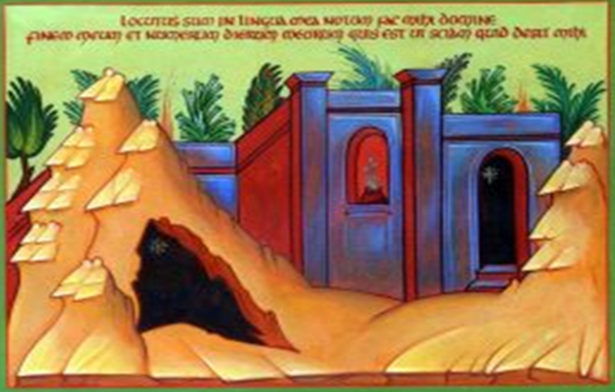 Locutus sum in lingua mea notum fac mihi domine
finem meum et numerum dierum meorum quis est ut sciam quid desit mihi